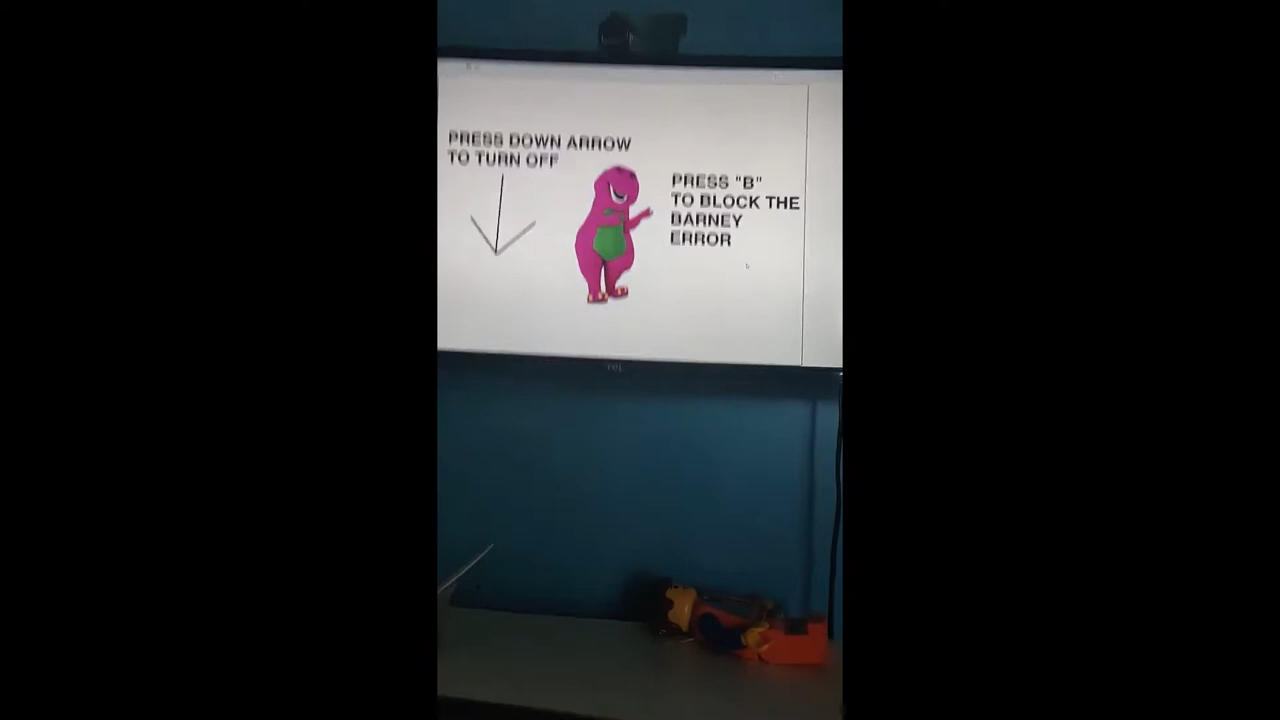 PRESS DOWN ARROW
TO TURN OFF
PRESS "B"
TO BLOCK THE
BARNEY
ERROR